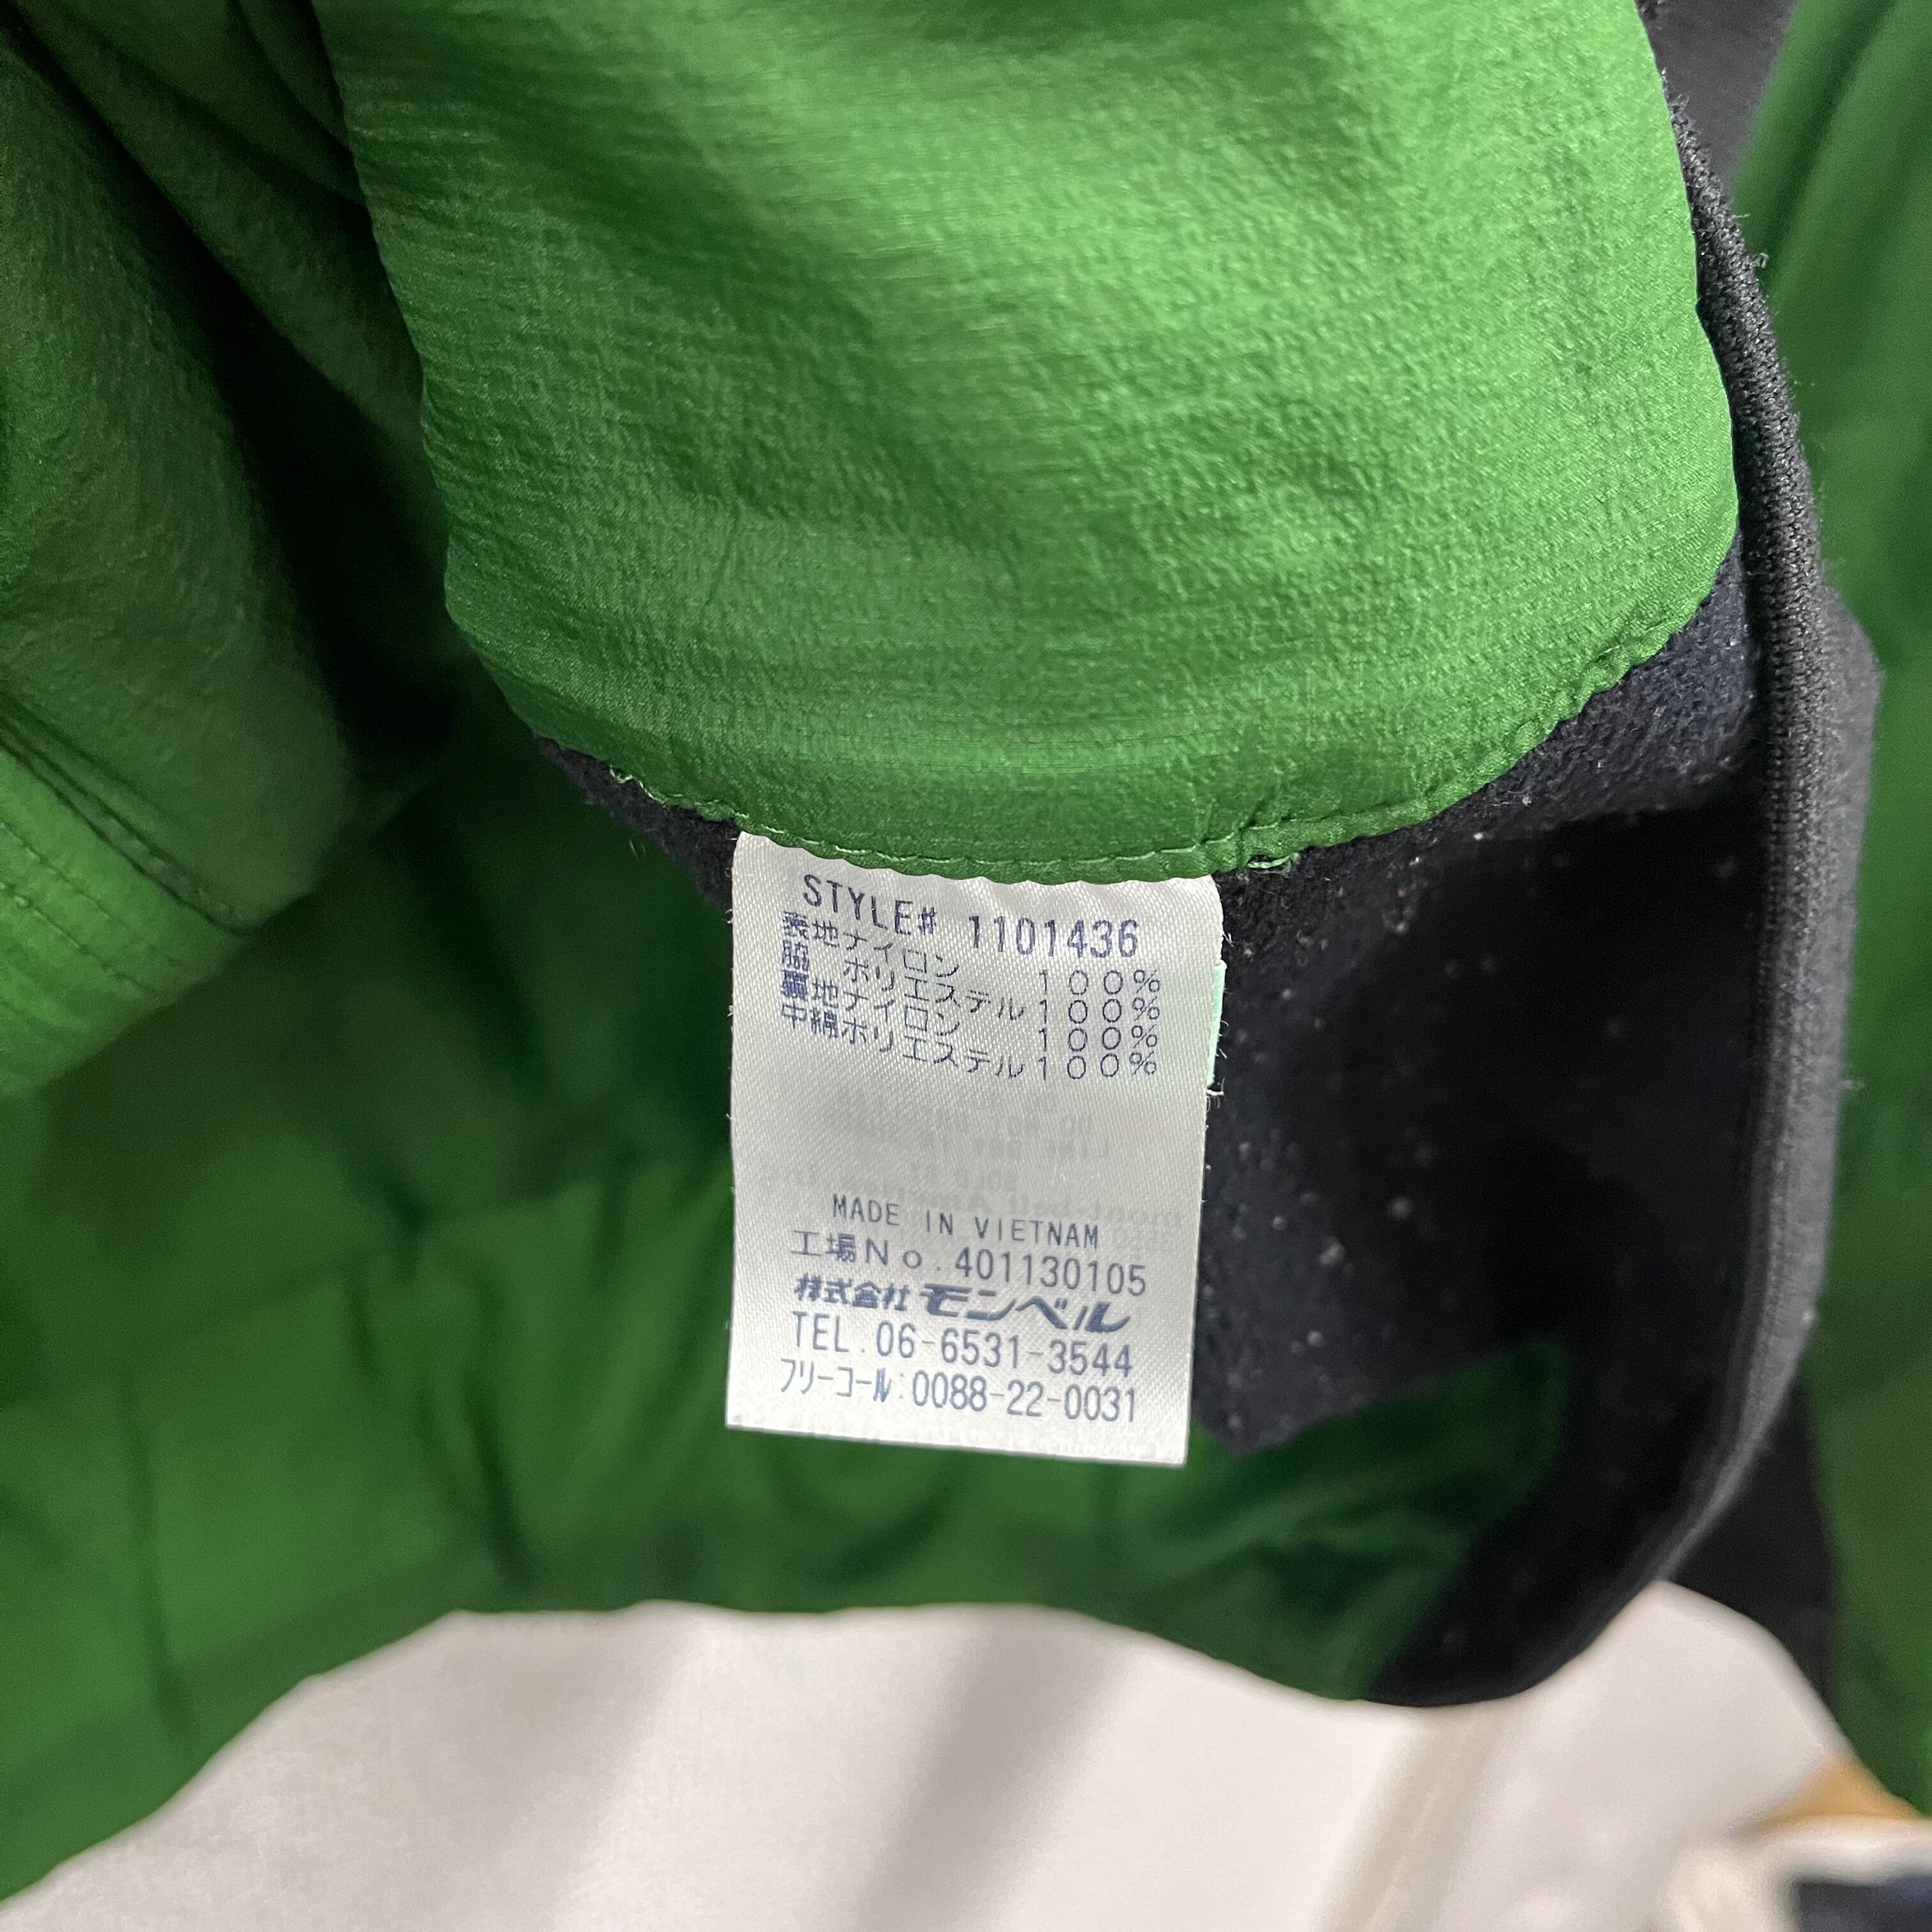 STYLE# 1101436
表地ナイロン 100%
脇 ポリエステル100%
裏地ナイロン 100%
中綿ポリエステル100%
MADE IN VIETNAM
工場No.401130105
株式会社モンベル
TEL.06-6531-3544
フリーコール:0088-22-0031